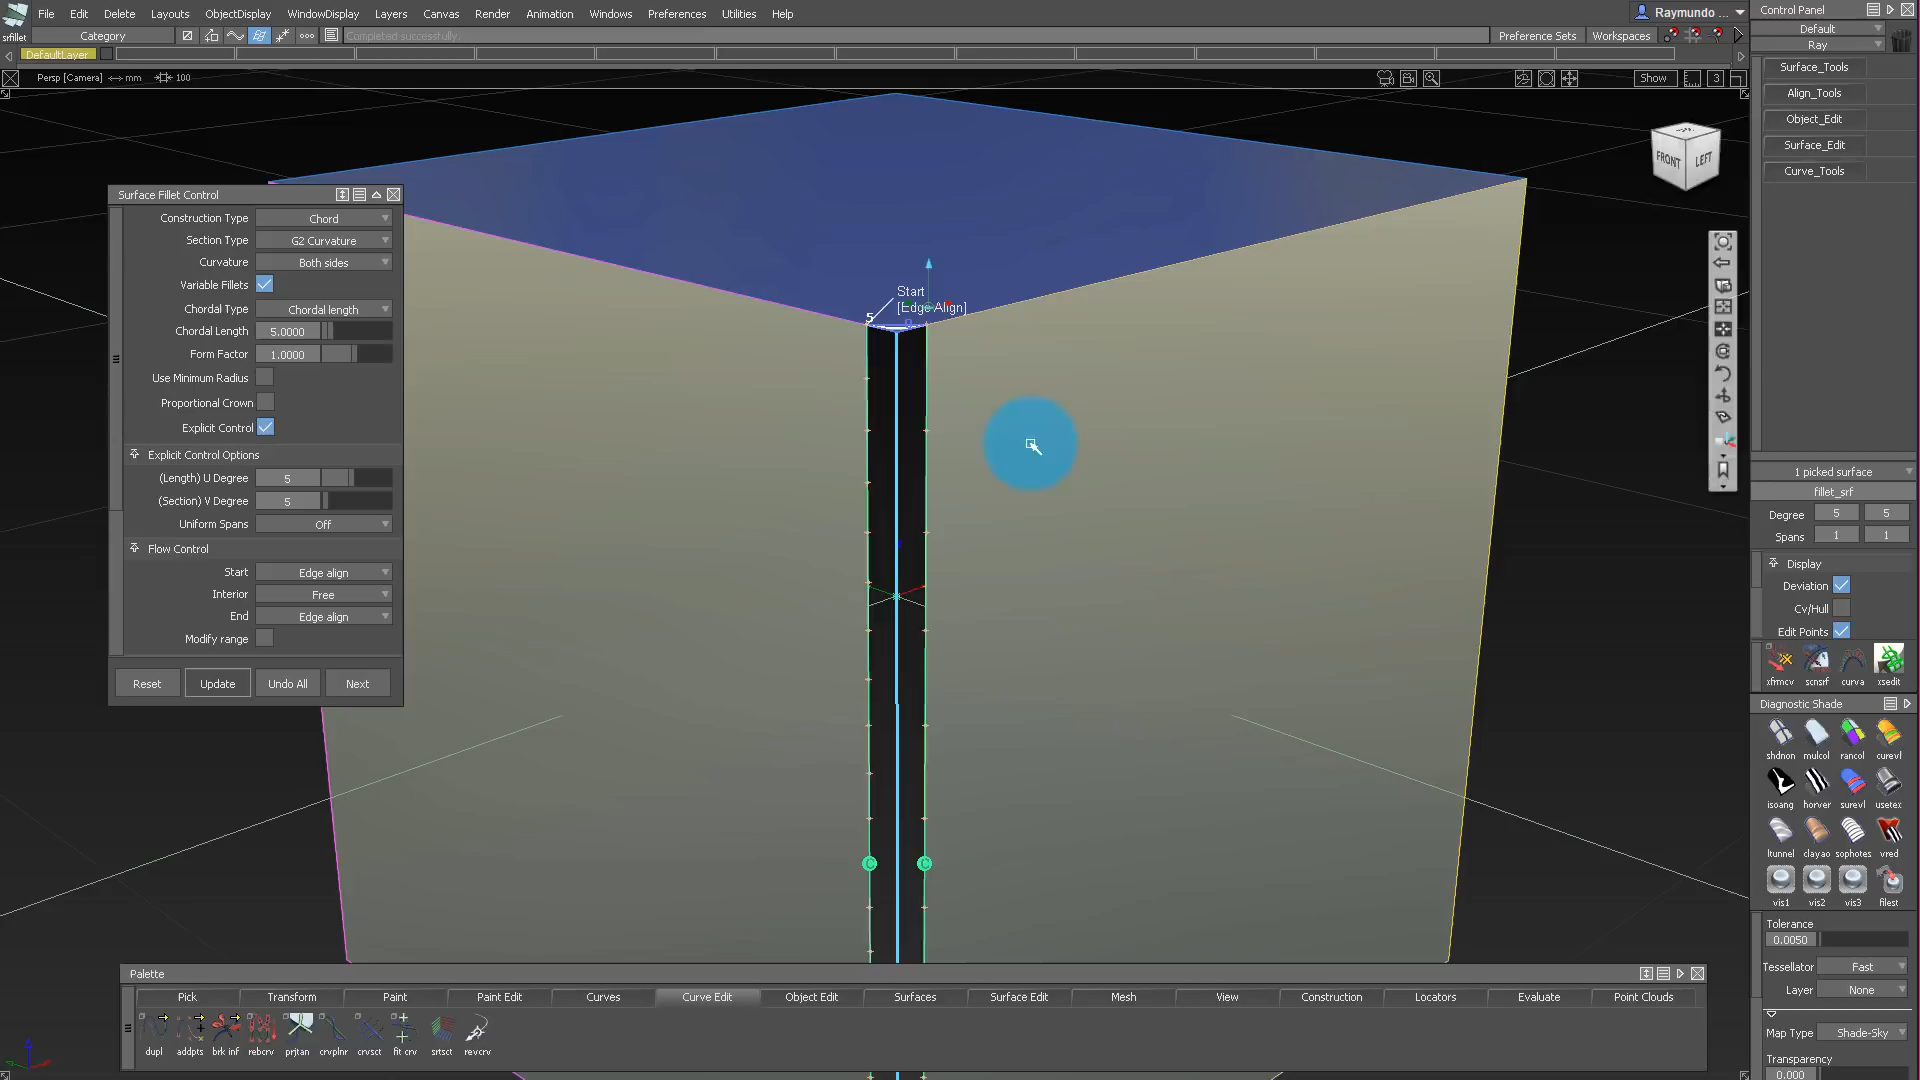 File Edit Delete Layouts ObjectDisplay WindowDisplay Layers Canvas Render Animation Windows Preferences Utilities Help
Raymundo ...
srfillet
Category
Completed successfully.
Preference Sets
Workspaces
DefaultLayer
Persp [Camera] mm 100
Show
3
Control Panel
Default
Ray
Surface_Tools
Align_Tools
Object_Edit
Surface_Edit
Curve_Tools
FRONT
LEFT
Surface Fillet Control
Construction Type Chord
Section Type G2 Curvature
Curvature Both sides
Variable Fillets
Chordal Type Chordal length
Chordal Length 5.0000
Form Factor 1.0000
Use Minimum Radius
Proportional Crown
Explicit Control
Explicit Control Options
(Length) U Degree 5
(Section) V Degree 5
Uniform Spans Off
Flow Control
Start Edge align
Interior Free
End Edge align
Modify range
Reset Update Undo All Next
Start
[Edge Align]
5
C
C
1 picked surface
fillet_srf
Degree 5 5
Spans 1 1
Display
Deviation
Cv/Hull
Edit Points
xfrmcv scnsrf curva xsedit
Diagnostic Shade
shdnon mulcol rancol curevl
isoang horver surevl usetex
ltunnel clayao sophotes vred
vis1 vis2 vis3 filest
Tolerance
0.0050
Tessellator Fast
Layer None
Map Type Shade-Sky
Transparency
0.000
Palette
Pick Transform Paint Paint Edit Curves Curve Edit Object Edit Surfaces Surface Edit Mesh View Construction Locators Evaluate Point Clouds
dupl addpts brk inf rebcrv prjtan crvplnr crvsct fit crv srtsct revcrv